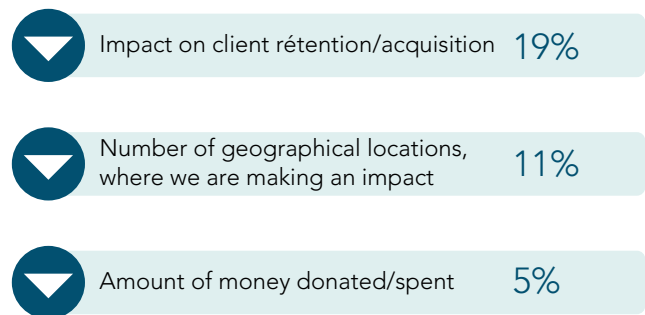 Impact on client rétention/acquisition 19%
Number of geographical locations,
where we are making an impact 11%
Amount of money donated/spent 5%